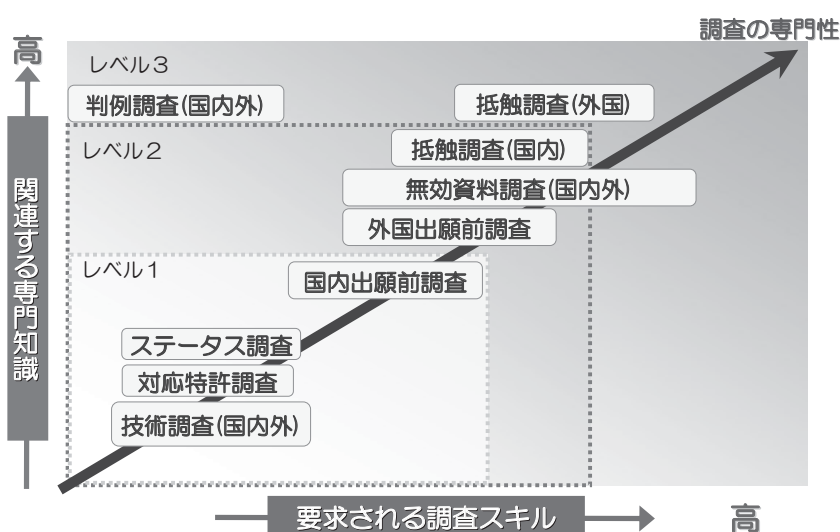 調査の専門性
高
レベル3
判例調査(国内外)
抵触調査(外国)
レベル2
抵触調査(国内)
無効資料調査(国内外)
外国出願前調査
関連する専門知識
レベル1
国内出願前調査
ステータス調査
対応特許調査
技術調査(国内外)
要求される調査スキル
高